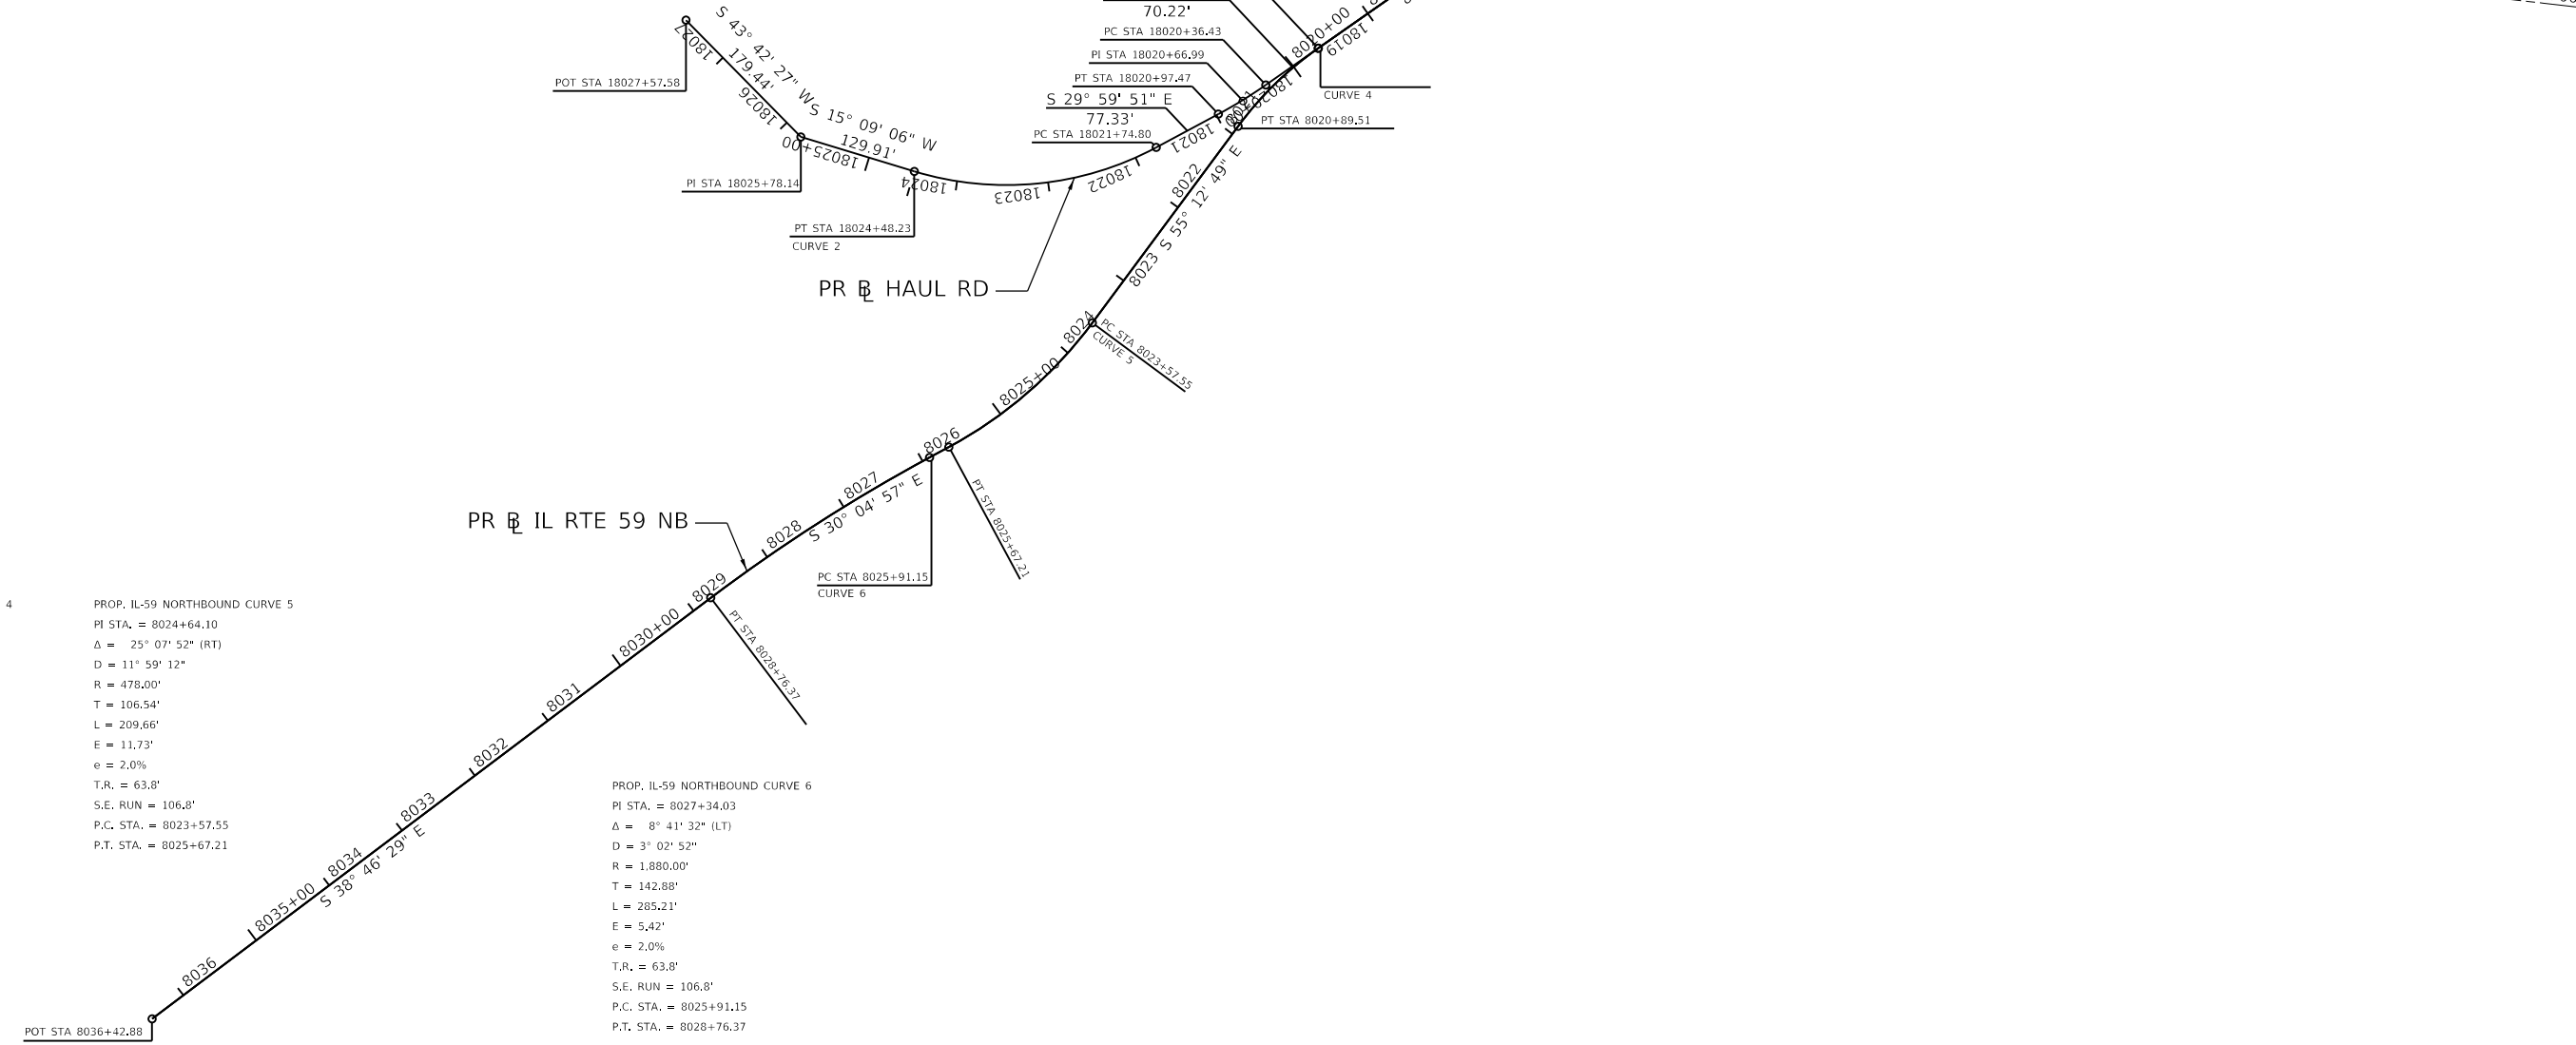 S 43° 42' 27" W
179.44'
18027
18026
POT STA 18027+57.58
S 15° 09' 06" W
129.91'
18025+00
PI STA 18025+78.14
18024
PT STA 18024+48.23
CURVE 2
18023
18022
18021
70.22'
PC STA 18020+36.43
PI STA 18020+66.99
PT STA 18020+97.47
S 29° 59' 51" E
77.33'
PC STA 18021+74.80
8020+00
18019
CURVE 4
PT STA 8020+89.51
8022
S 55° 12' 49" E
8023
PR BL HAUL RD
8024
PC STA 8023+57.55
CURVE 5
8025+00
8026
PT STA 8025+67.21
8027
S 30° 04' 57" E
PC STA 8025+91.15
CURVE 6
8028
PR BL IL RTE 59 NB
8029
PT STA 8028+76.37
8030+00
8031
8032
8033
S 38° 46' 29" E
8034
8035+00
8036
POT STA 8036+42.88
4
PROP. IL-59 NORTHBOUND CURVE 5
PI STA. = 8024+64.10
Δ = 25° 07' 52" (RT)
D = 11° 59' 12"
R = 478.00'
T = 106.54'
L = 209.66'
E = 11.73'
e = 2.0%
T.R. = 63.8'
S.E. RUN = 106.8'
P.C. STA. = 8023+57.55
P.T. STA. = 8025+67.21
PROP. IL-59 NORTHBOUND CURVE 6
PI STA. = 8027+34.03
Δ = 8° 41' 32" (LT)
D = 3° 02' 52"
R = 1,880.00'
T = 142.88'
L = 285.21'
E = 5.42'
e = 2.0%
T.R. = 63.8'
S.E. RUN = 106.8'
P.C. STA. = 8025+91.15
P.T. STA. = 8028+76.37